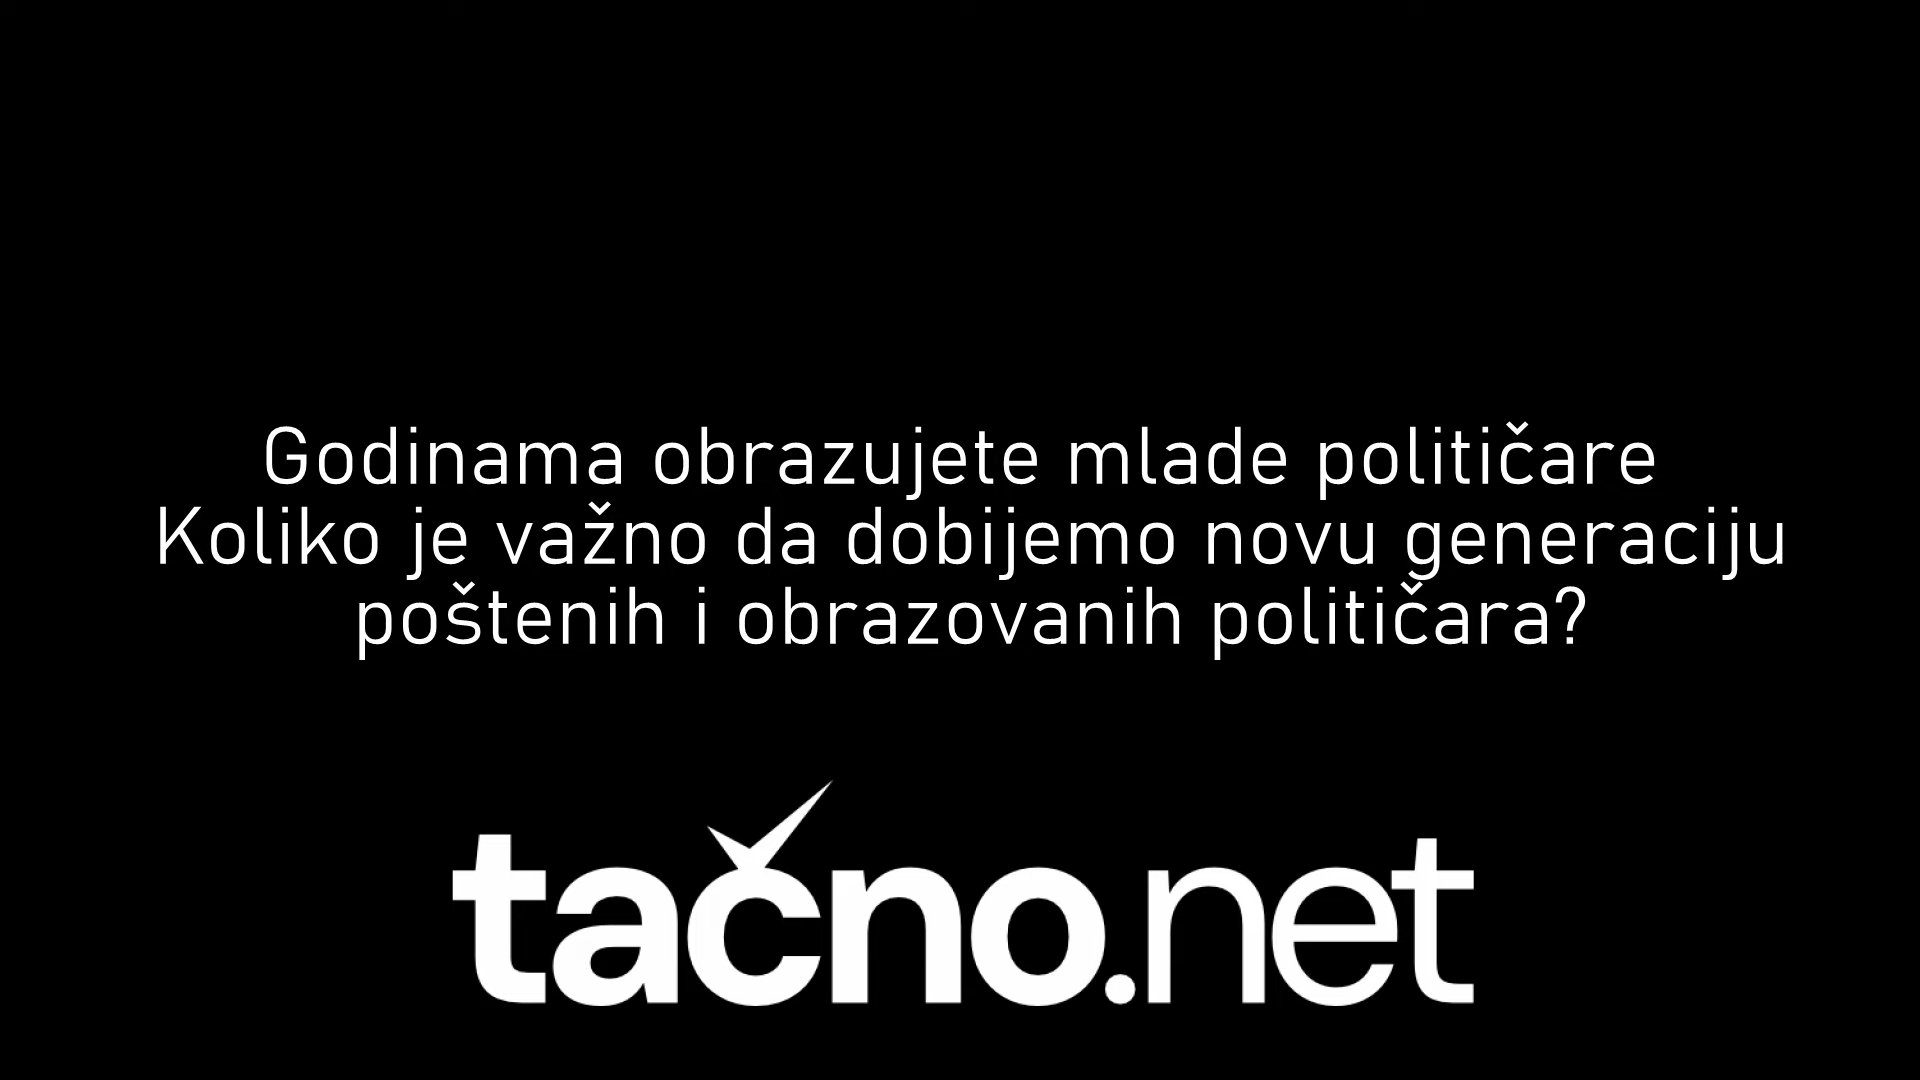 Godinama obrazujete mlade političare
Koliko je važno da dobijemo novu generaciju
poštenih i obrazovanih političara?
tačno.net